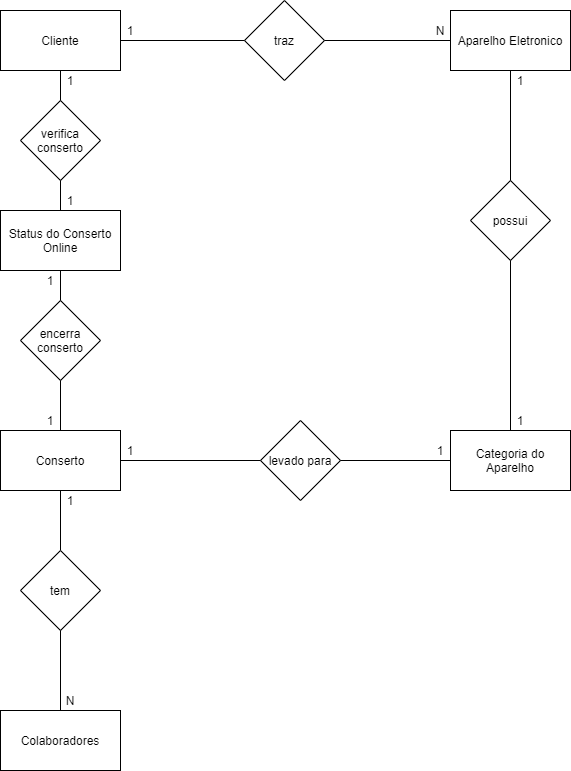 1
N
Cliente
traz
Aparelho Eletronico
1
1
verifica
conserto
1
possui
Status do Conserto
Online
1
encerra
conserto
1
1
1
1
Conserto
levado para
Categoria do
Aparelho
1
tem
N
Colaboradores